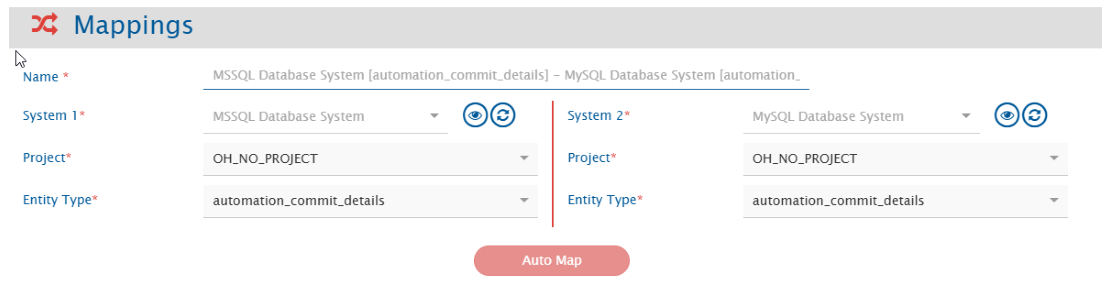 Mappings
Name * MSSQL Database System [automation_commit_details] – MySQL Database System [automation_
System 1* MSSQL Database System System 2* MySQL Database System
Project* OH_NO_PROJECT Project* OH_NO_PROJECT
Entity Type* automation_commit_details Entity Type* automation_commit_details
Auto Map